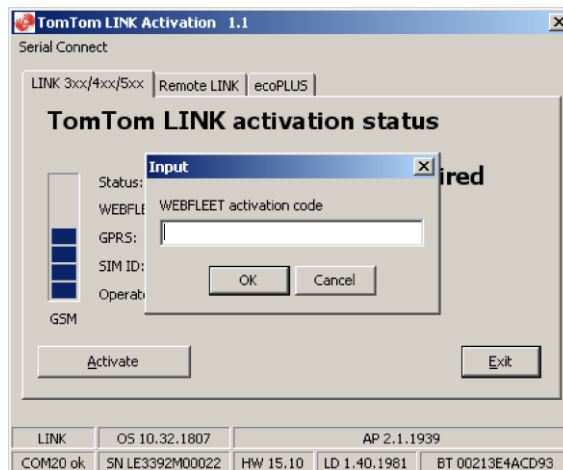 TomTom LINK Activation 1.1
Serial Connect
LINK 3xx/4xx/5xx Remote LINK ecoPLUS
TomTom LINK activation status
Input
ired
Status:
WEBFLEET activation code
WEBFLE
GPRS:
SIM ID:
OK Cancel
Operato
GSM
Activate Exit
LINK OS 10.32.1807 AP 2.1.1939
COM20 ok SN LE3392M00022 HW 15.10 LD 1.40.1981 BT 00213E4ACD93